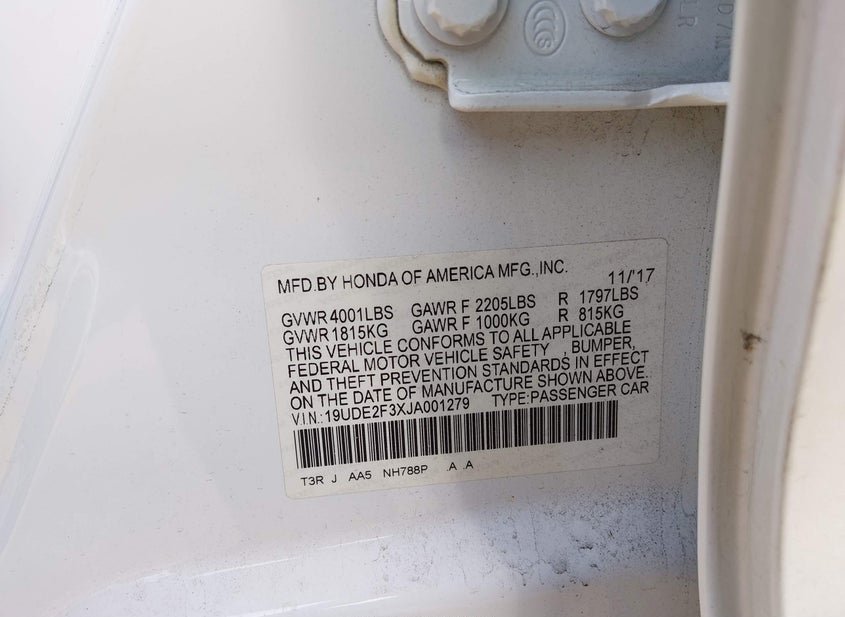 CCS
LR
MFD.BY HONDA OF AMERICA MFG.,INC. 11/'17
GVWR 4001LBS GAWR F 2205LBS R 1797LBS
GVWR 1815KG GAWR F 1000KG R 815KG
THIS VEHICLE CONFORMS TO ALL APPLICABLE
FEDERAL MOTOR VEHICLE SAFETY , BUMPER,
AND THEFT PREVENTION STANDARDS IN EFFECT
ON THE DATE OF MANUFACTURE SHOWN ABOVE.
V.I.N.:19UDE2F3XJA001279 TYPE:PASSENGER CAR
T3R J AA5 NH788P .A .A